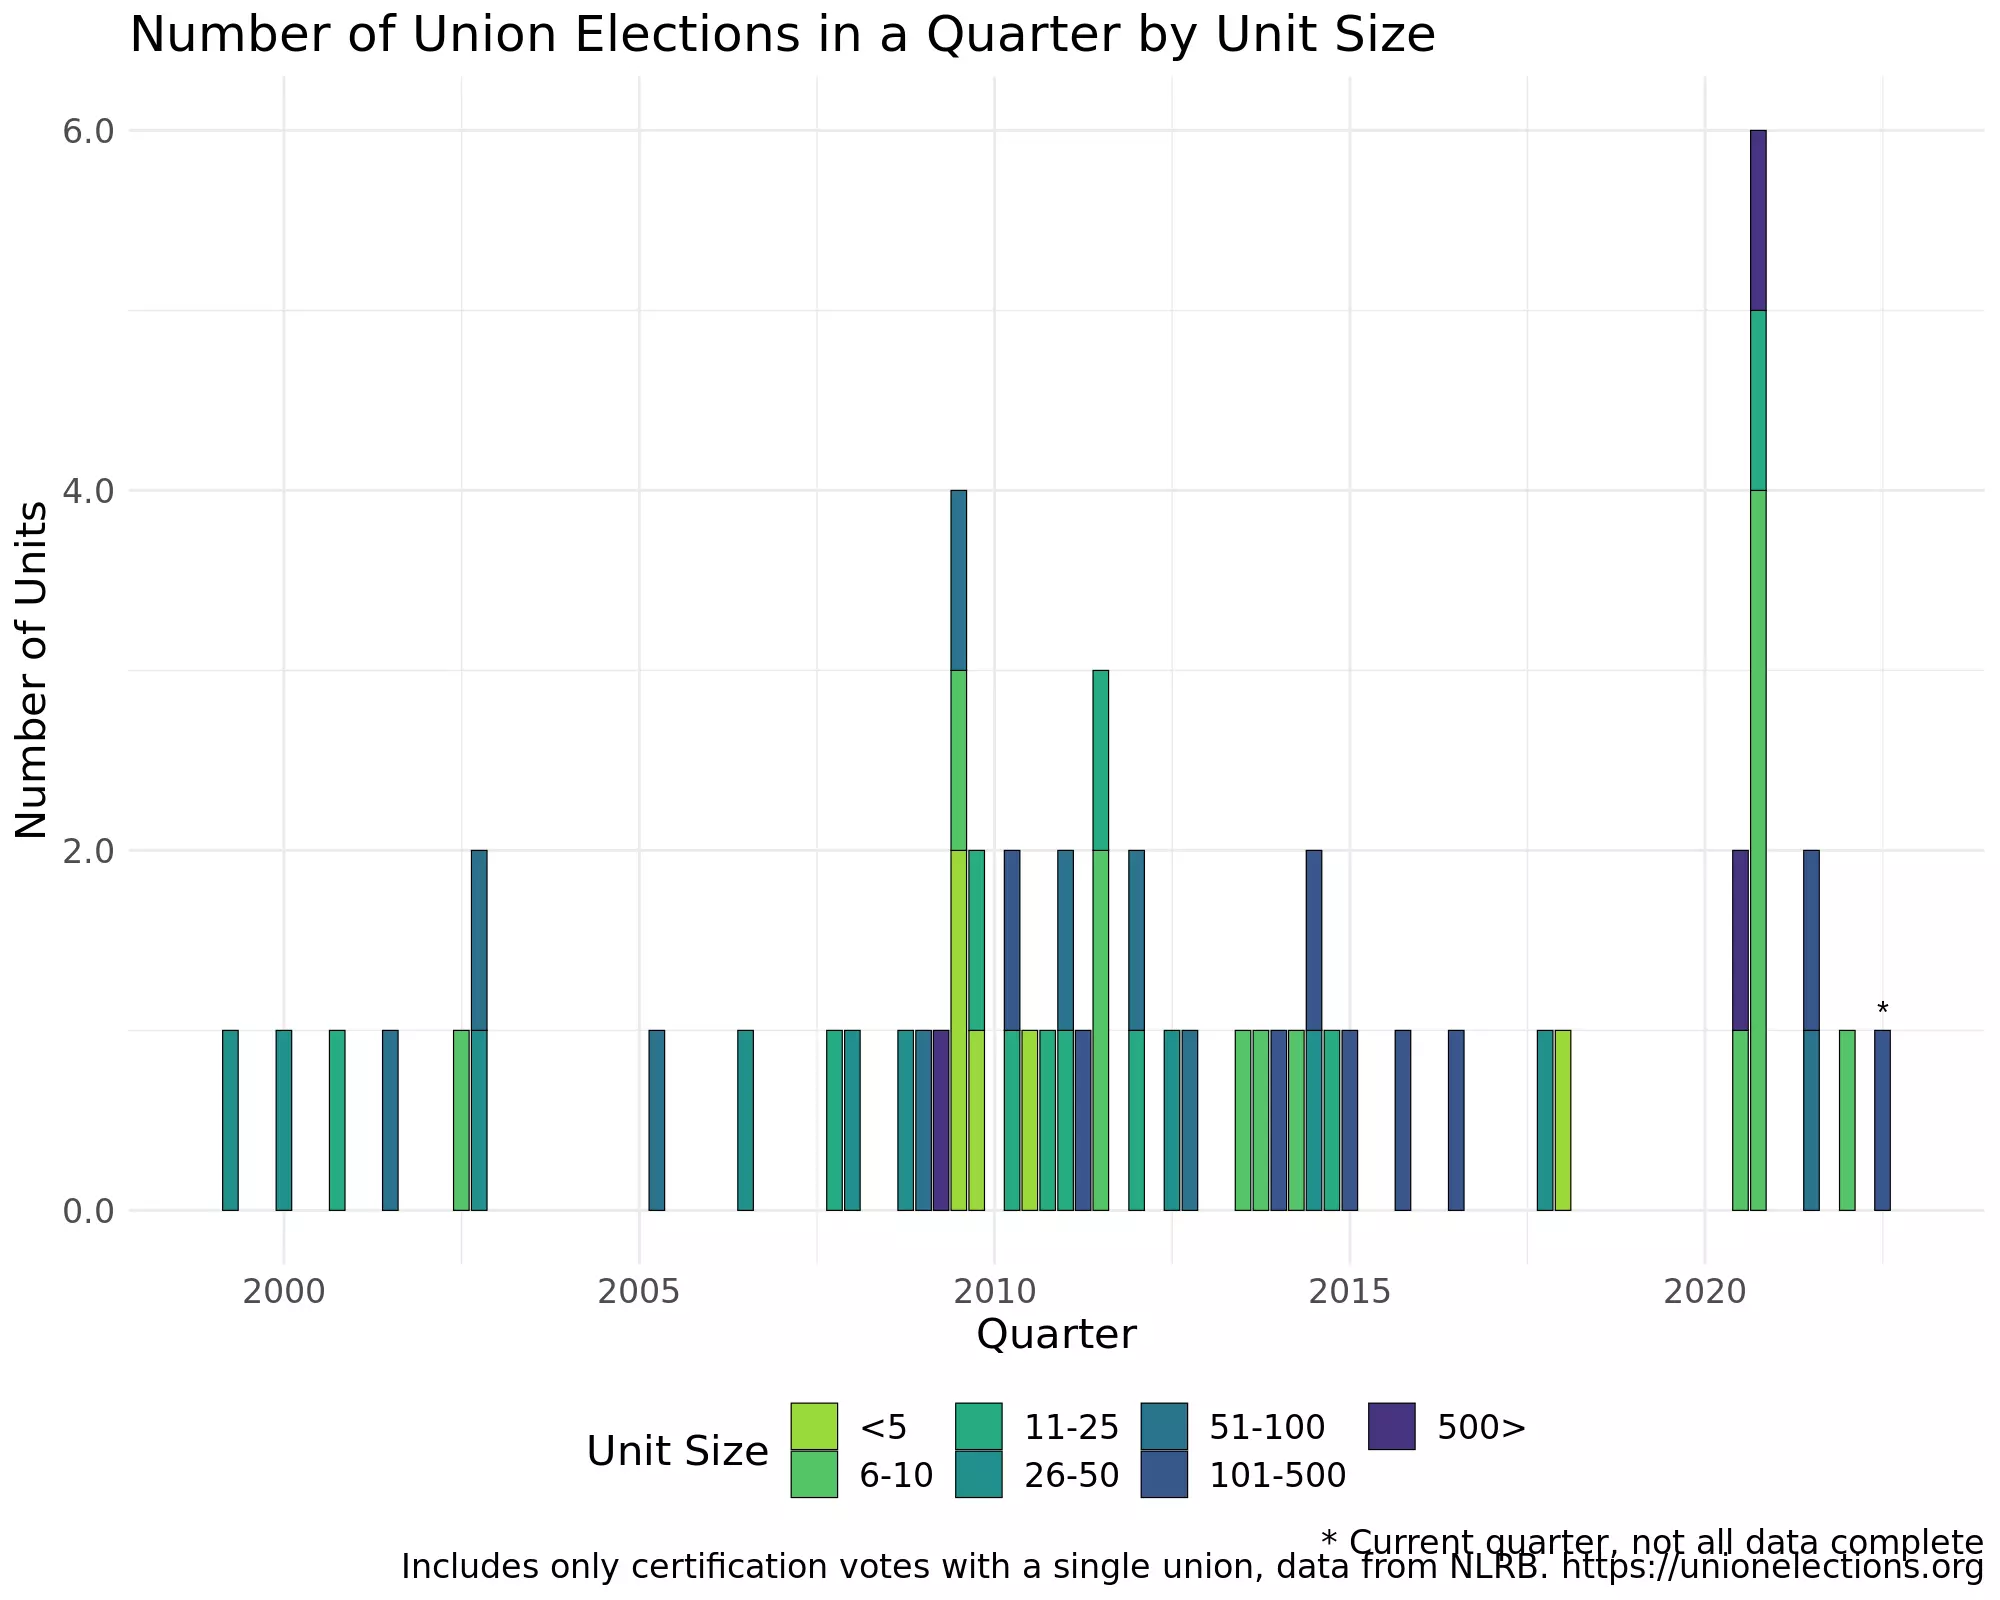 Number of Union Elections in a Quarter by Unit Size
Number of Units
6.0
4.0
2.0
0.0
*
2000 2005 2010 2015 2020
Quarter
Unit Size
<5 11-25 51-100 500>
6-10 26-50 101-500
* Current quarter, not all data complete
Includes only certification votes with a single union, data from NLRB. https://unionelections.org